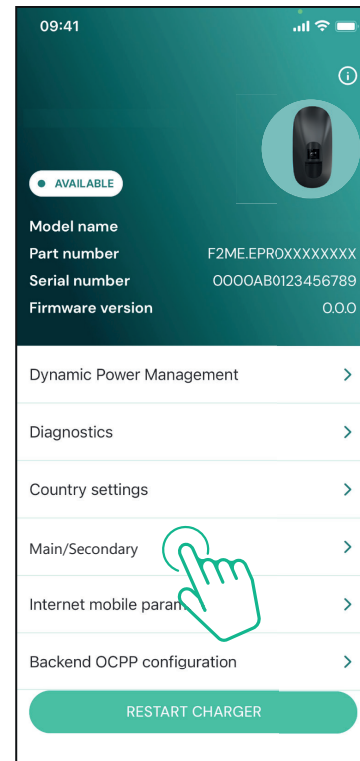 09:41
AVAILABLE
Model name
Part number F2ME.EPR0XXXXXXXX
Serial number 0000AB0123456789
Firmware version 0.0.0
Dynamic Power Management
Diagnostics
Country settings
Main/Secondary
Internet mobile param
Backend OCPP configuration
RESTART CHARGER